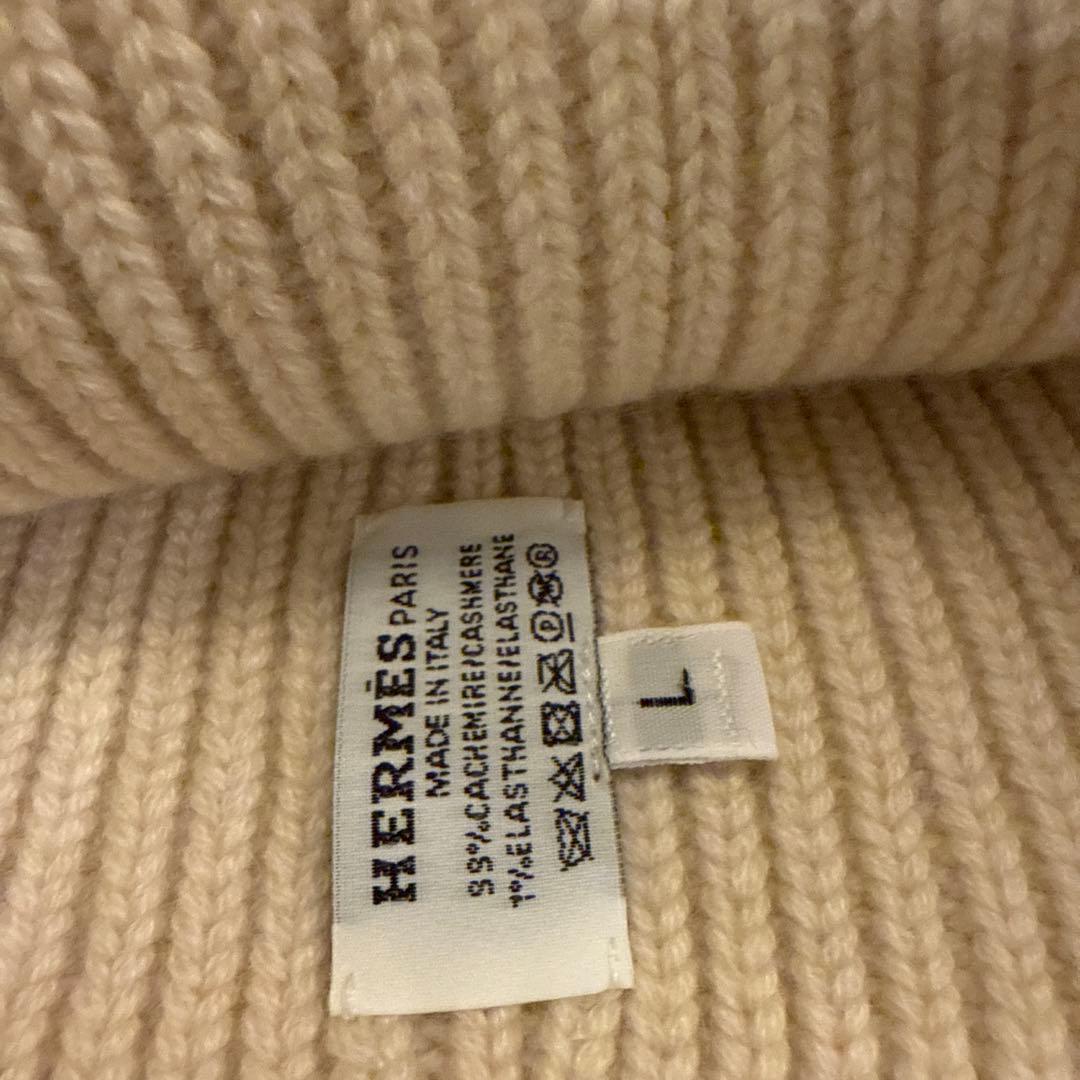 HERMÈS PARIS
MADE IN ITALY
99%CACHEMIRE/CASHMERE
1%ELASTHANNE/ELASTHANE
L